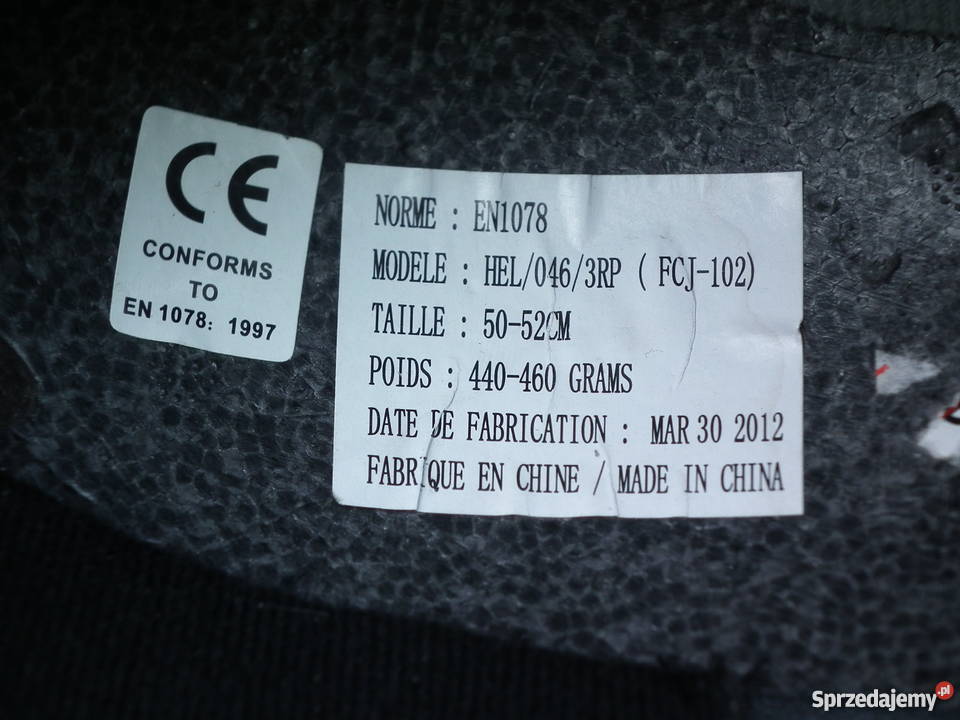 CE
CONFORMS
TO
EN 1078: 1997
NORME : EN1078
MODELE : HEL/046/3RP ( FCJ-102)
TAILLE : 50-52CM
POIDS : 440-460 GRAMS
DATE DE FABRICATION : MAR 30 2012
FABRIQUE EN CHINE / MADE IN CHINA
Sprzedajemy.pl